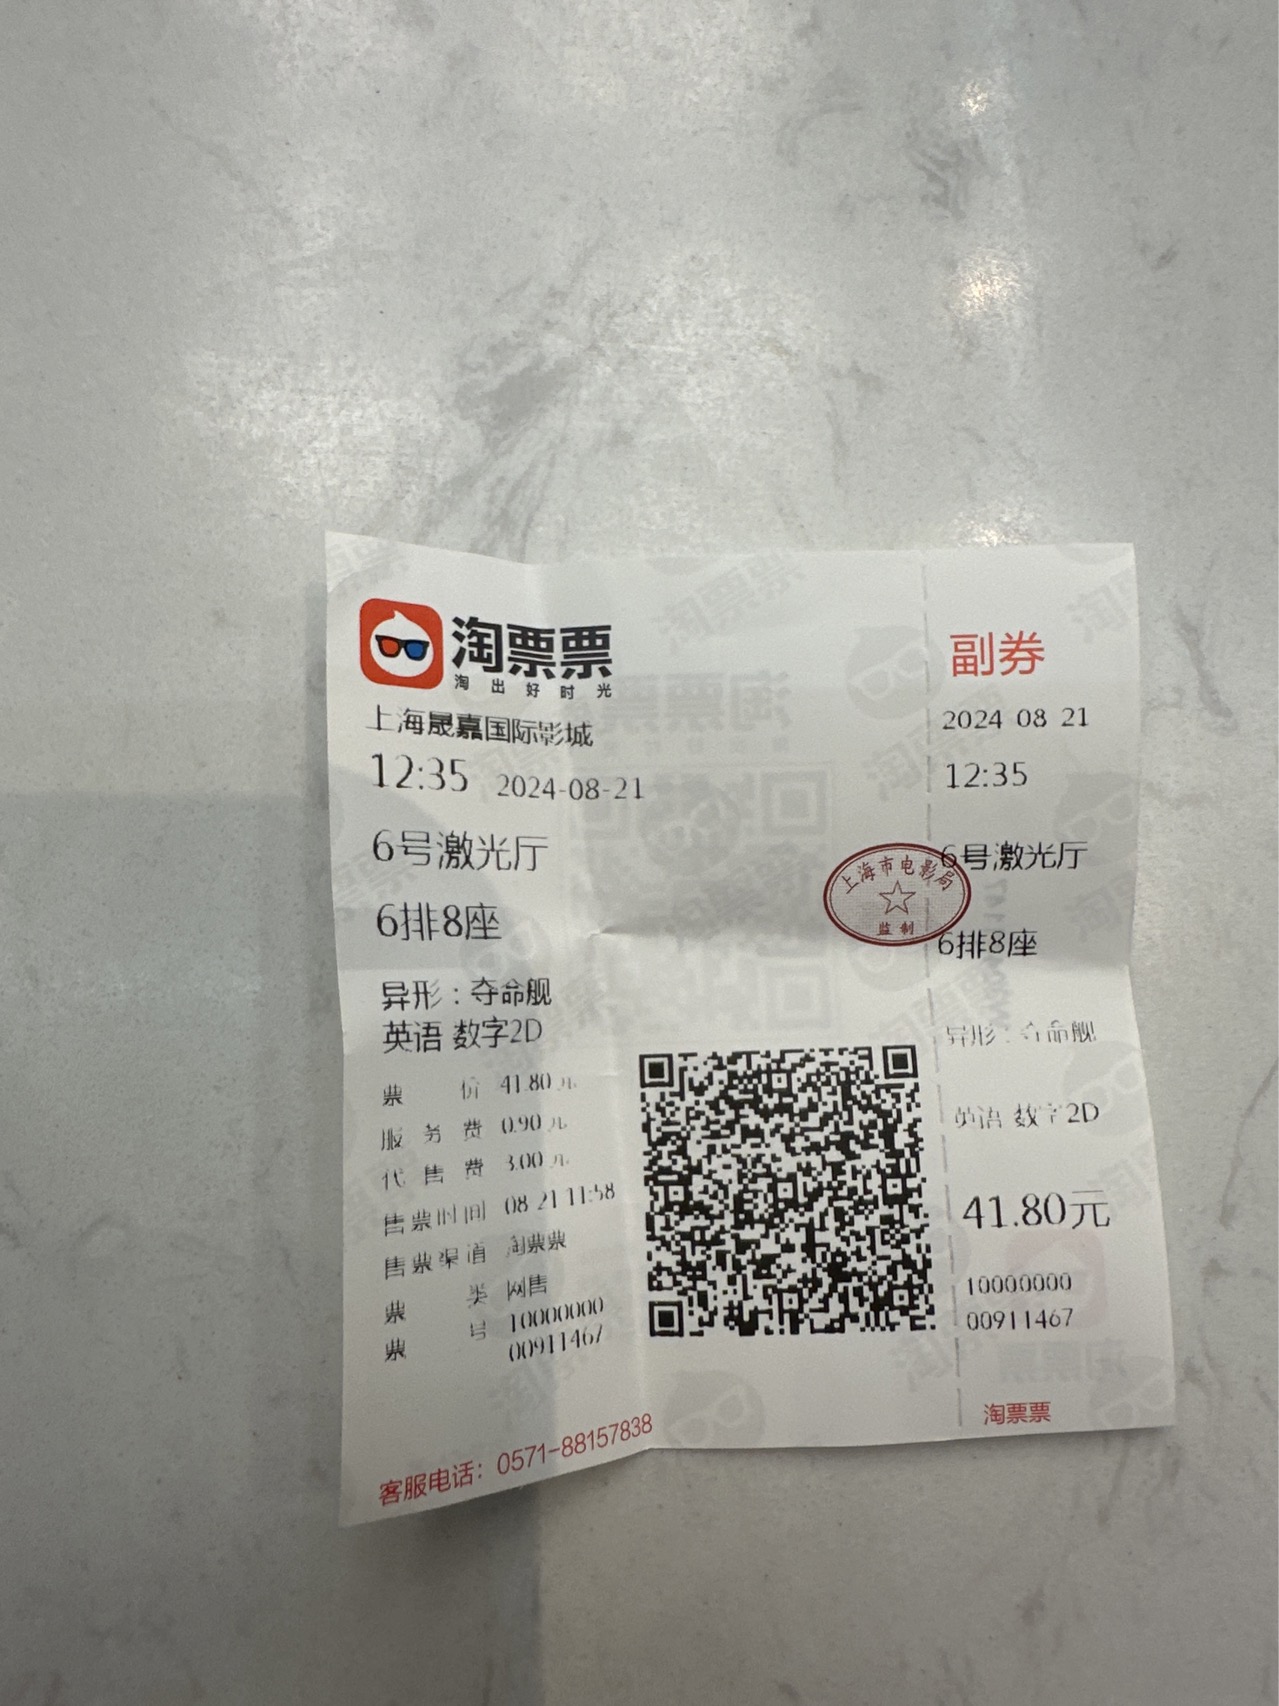 淘票票
淘出好时光
上海晟嘉国际影城
12:35 2024-08-21
6号激光厅
6排8座
异形：夺命舰
英语 数字2D
票价 41.80元
服务费 0.90元
代售费 3.00元
售票时间 08-21 11:58
售票渠道 淘票票
票类 网售
票号 10000000
00911467
客服电话：0571-88157838
上海市电影局
监制
副券
2024 08 21
12:35
6号激光厅
6排8座
异形：夺命舰
英语 数字2D
41.80元
10000000
00911467
淘票票